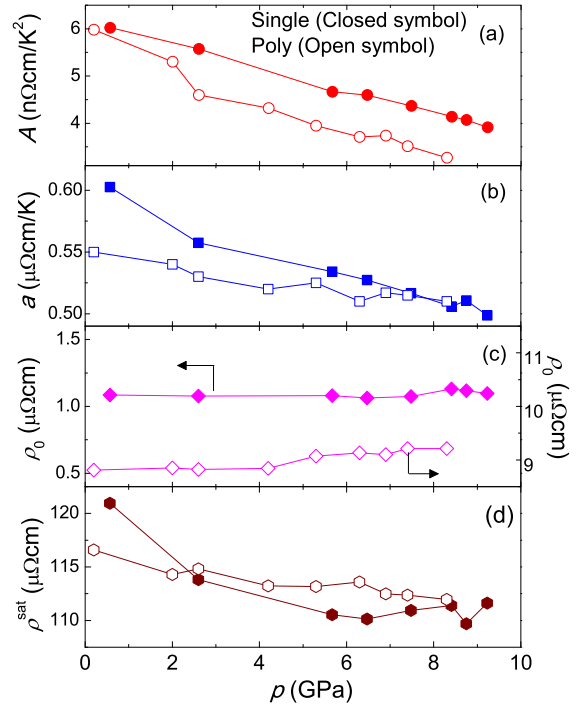 Single (Closed symbol)
Poly (Open symbol)
(a)
6
5
4
A (nΩcm/K²)
(b)
0.60
0.55
0.50
a (μΩcm/K)
(c)
1.5
1.0
0.5
ρ₀ (μΩcm)
11
10
9
ρ₀ (μΩcm)
(d)
120
115
110
ρˢᵃᵗ (μΩcm)
0 2 4 6 8 10
p (GPa)